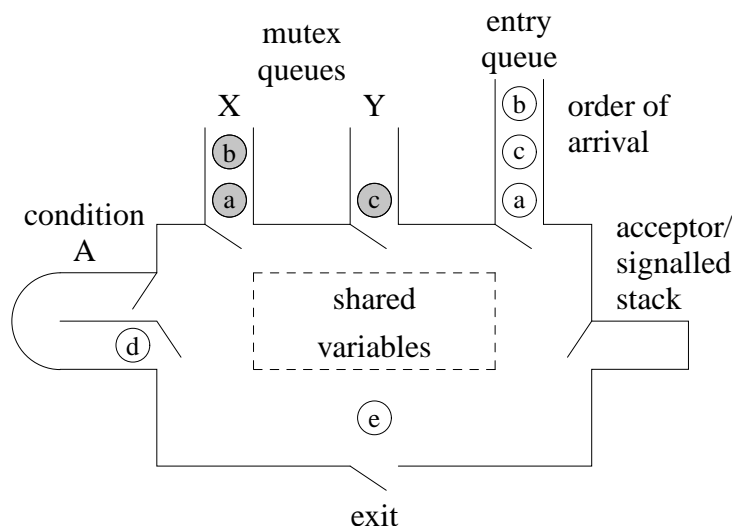 mutex
queues
entry
queue
X
Y
b
a
c
b
c
a
order of
arrival
condition
A
acceptor/
signalled
stack
shared
variables
d
e
exit